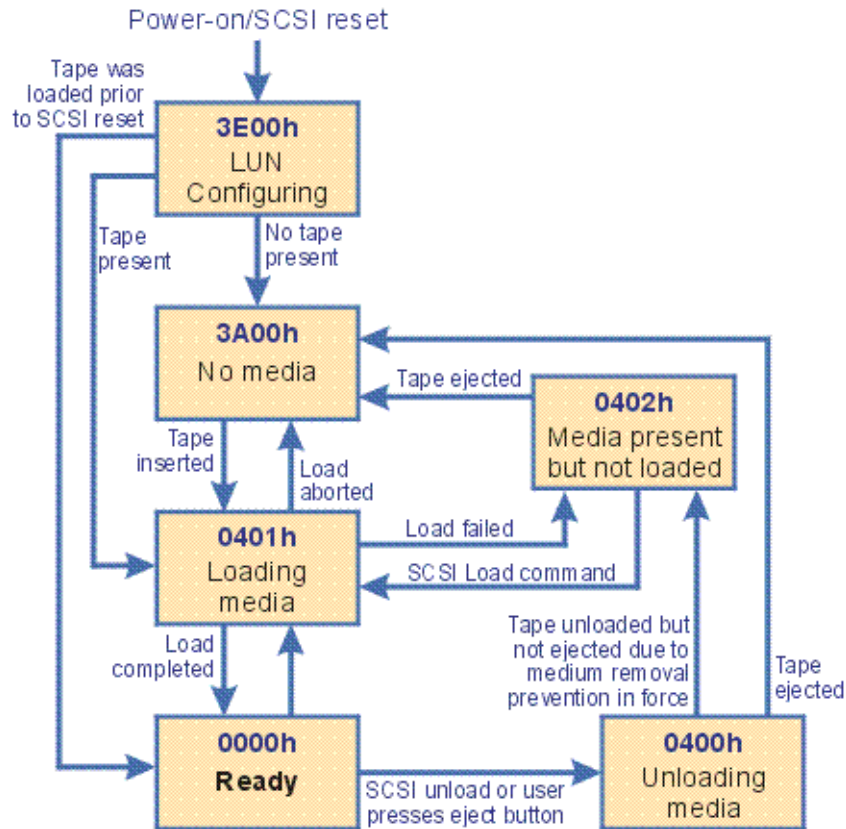 Power-on/SCSI reset
Tape was
loaded prior
to SCSI reset
3E00h
LUN
Configuring
Tape
present
No tape
present
3A00h
No media
Tape ejected
0402h
Media present
but not loaded
Tape
inserted
Load
aborted
0401h
Loading
media
Load failed
SCSI Load command
Load
completed
Tape unloaded but
not ejected due to
medium removal
prevention in force
Tape
ejected
0000h
Ready
SCSI unload or user
presses eject button
0400h
Unloading
media